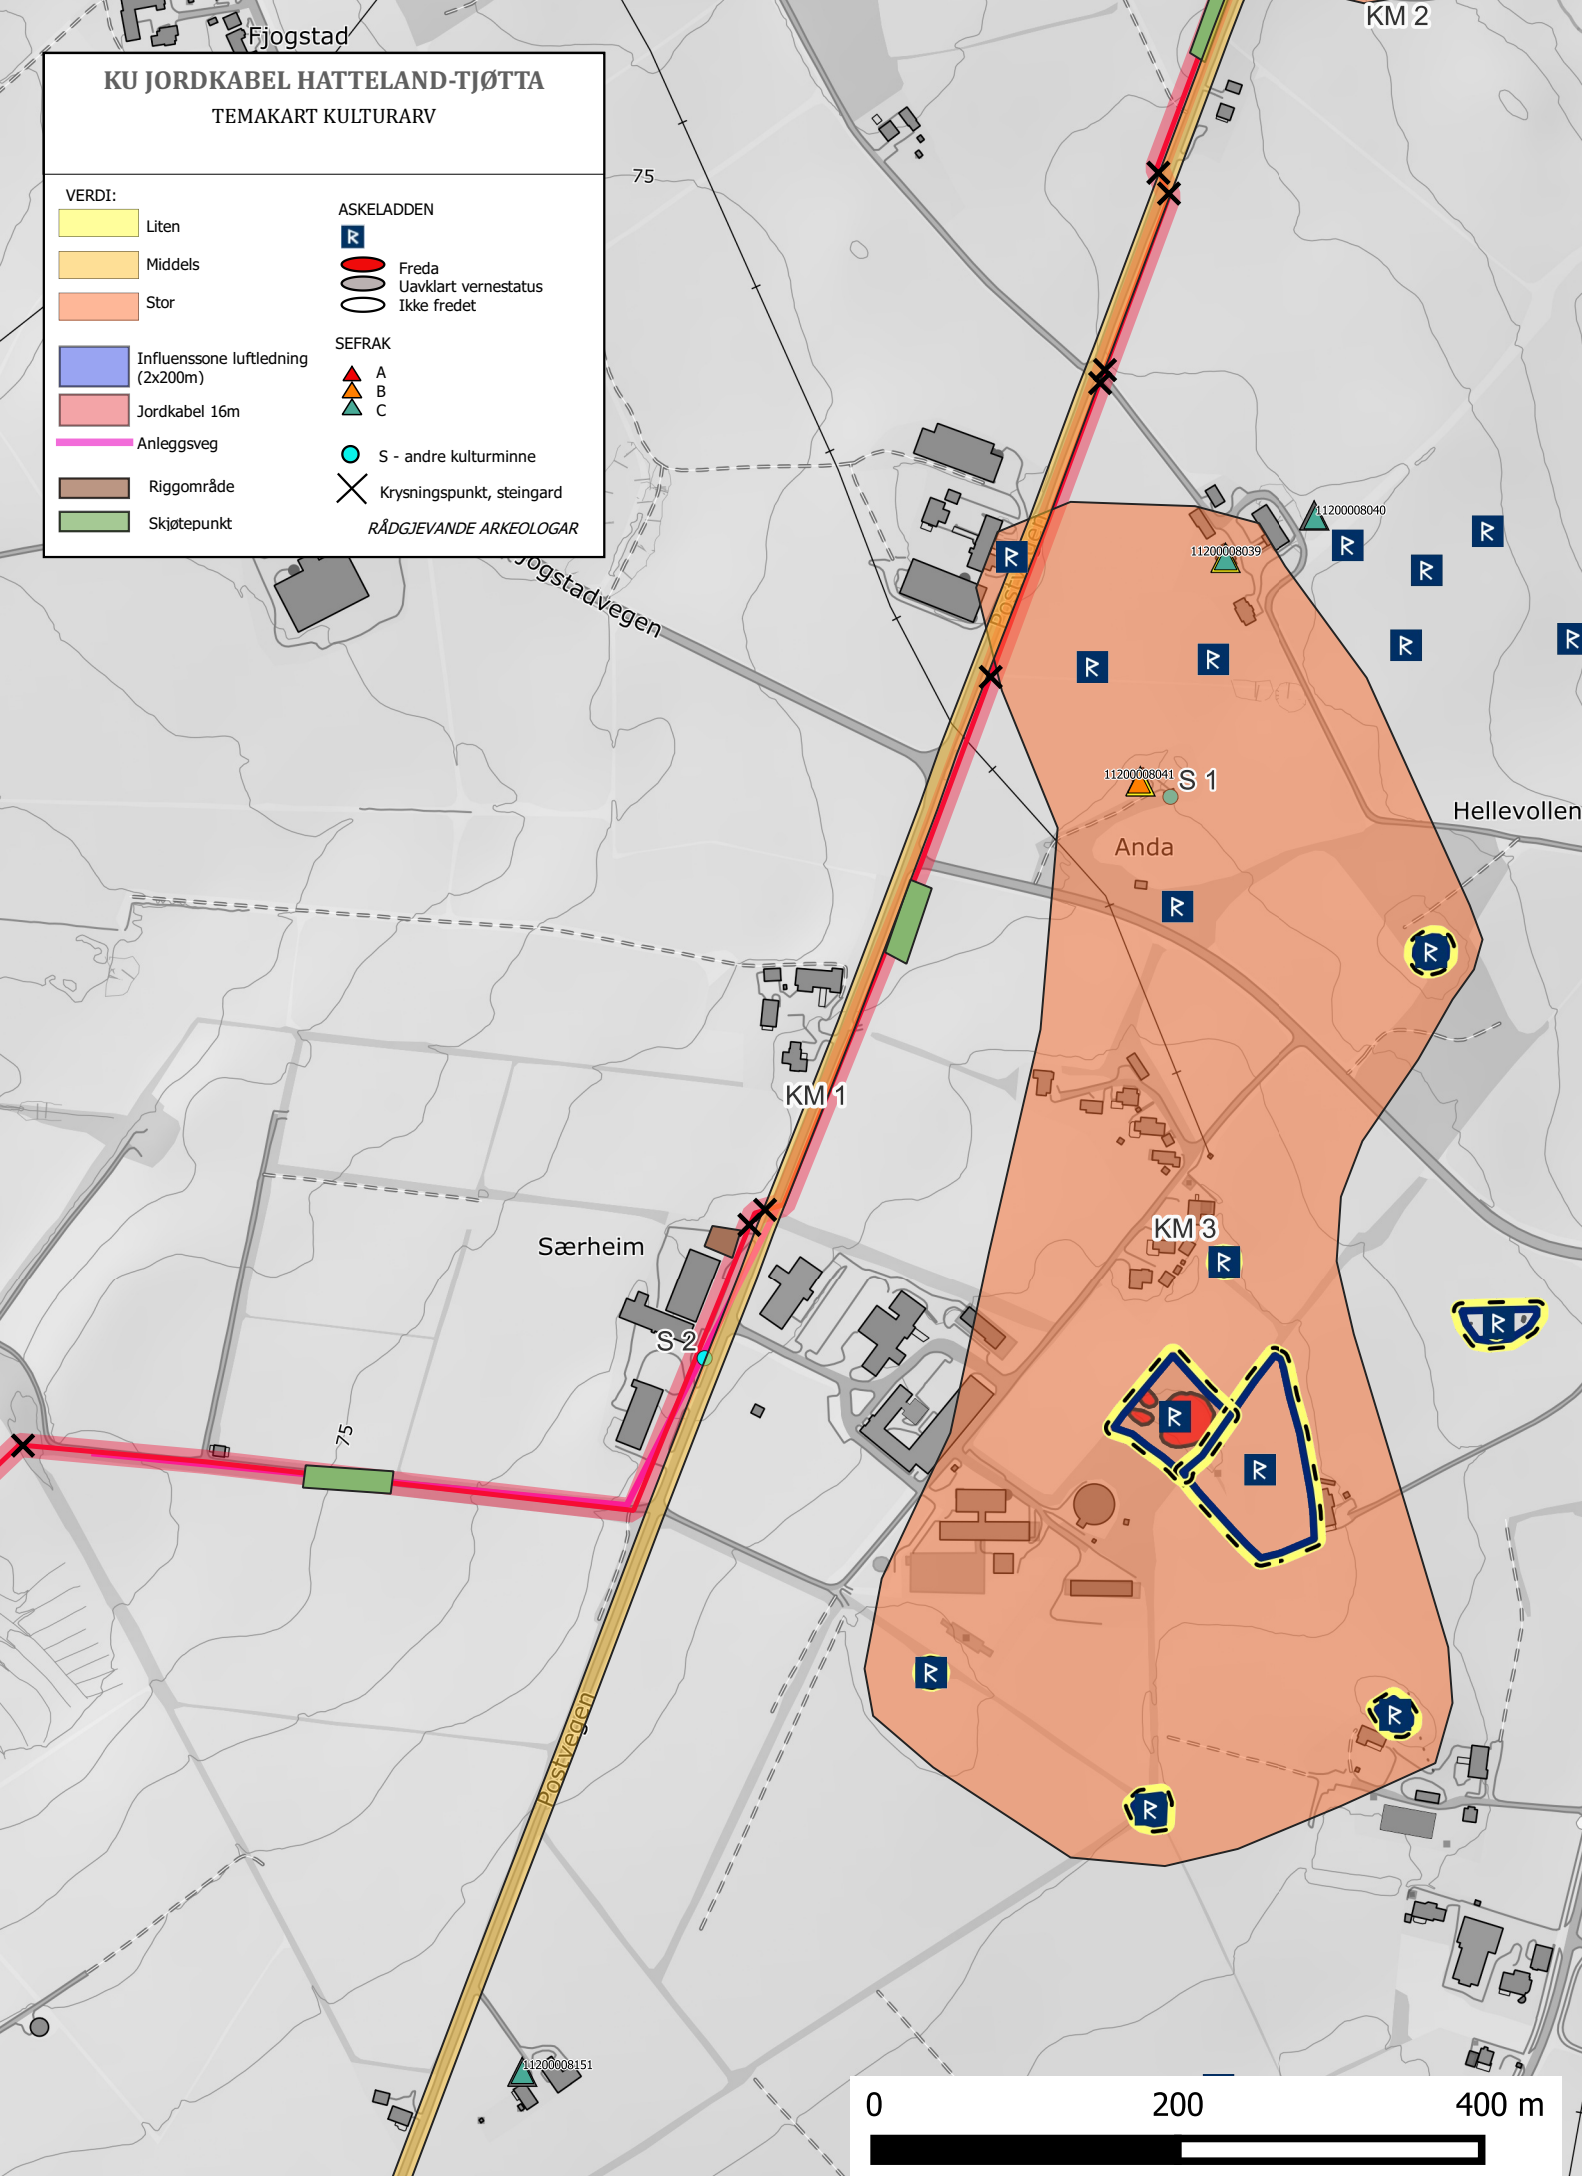 KM 2
Fjogstad
KU JORDKABEL HATTELAND-TJØTTA
TEMAKART KULTURARV
VERDI:
Liten
Middels
Stor
Influenssone luftledning
(2x200m)
Jordkabel 16m
Anleggsveg
Riggområde
Skjøtepunkt
ASKELADDEN
Freda
Uavklart vernestatus
Ikke fredet
SEFRAK
A
B
C
S - andre kulturminne
Krysningspunkt, steingard
RÅDGJEVANDE ARKEOLOGAR
75
11200008040
11200008039
11200008041
S 1
Hellevollen
Anda
KM 1
Særheim
KM 3
S 2
75
Postvegen
11200008151
0 200 400 m